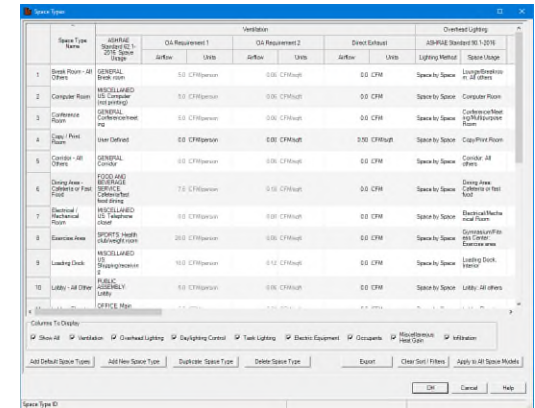 Space Types
Ventilation Overhead Lighting
Space Type Name ASHRAE Standard 62.1-2016 Space Usage OA Requirement 1 OA Requirement 2 Direct Exhaust ASHRAE Standard 90.1-2016
Airflow Units Airflow Units Airflow Units Lighting Method Space Usage
1 Break Room - All Others GENERAL: Break room 5.0 CFM/person 0.06 CFM/sqft 0.0 CFM Space by Space Lounge/Breakroom: All others
2 Computer Room MISCELLANEOUS: Computer (not printing) 5.0 CFM/person 0.06 CFM/sqft 0.0 CFM Space by Space Computer Room
3 Conference Room GENERAL: Conference/meeting 5.0 CFM/person 0.06 CFM/sqft 0.0 CFM Space by Space Conference/Meeting/Multipurpose Room
4 Copy / Print Room User Defined 0.0 CFM/person 0.00 CFM/sqft 0.50 CFM/sqft Space by Space Copy/Print Room
5 Corridor - All Others GENERAL: Corridor 0.0 CFM/person 0.06 CFM/sqft 0.0 CFM Space by Space Corridor: All others
6 Dining Area - Cafeteria or Fast Food FOOD AND BEVERAGE SERVICE: Cafeteria/fast food dining 7.5 CFM/person 0.18 CFM/sqft 0.0 CFM Space by Space Dining Area: Cafeteria or fast food
7 Electrical / Mechanical Room MISCELLANEOUS: Telephone closet 0.0 CFM/person 0.00 CFM/sqft 0.0 CFM Space by Space Electrical/Mechanical Room
8 Exercise Area SPORTS: Health club/weight room 20.0 CFM/person 0.06 CFM/sqft 0.0 CFM Space by Space Gymnasium/Fitness Center: Exercise area
9 Loading Dock MISCELLANEOUS: Shipping/receiving 10.0 CFM/person 0.12 CFM/sqft 0.0 CFM Space by Space Loading Dock, Interior
10 Lobby - All Other PUBLIC ASSEMBLY: Lobby 5.0 CFM/person 0.06 CFM/sqft 0.0 CFM Space by Space Lobby: All others
OFFICE: Main
Columns To Display
Show All Ventilation Overhead Lighting Daylighting Control Task Lighting Electric Equipment Occupants Miscellaneous Heat Gain Infiltration
Add Default Space Types Add New Space Type Duplicate Space Type Delete Space Type Export Clear Sort / Filters Apply to All Space Models
OK Cancel Help
Space Type ID